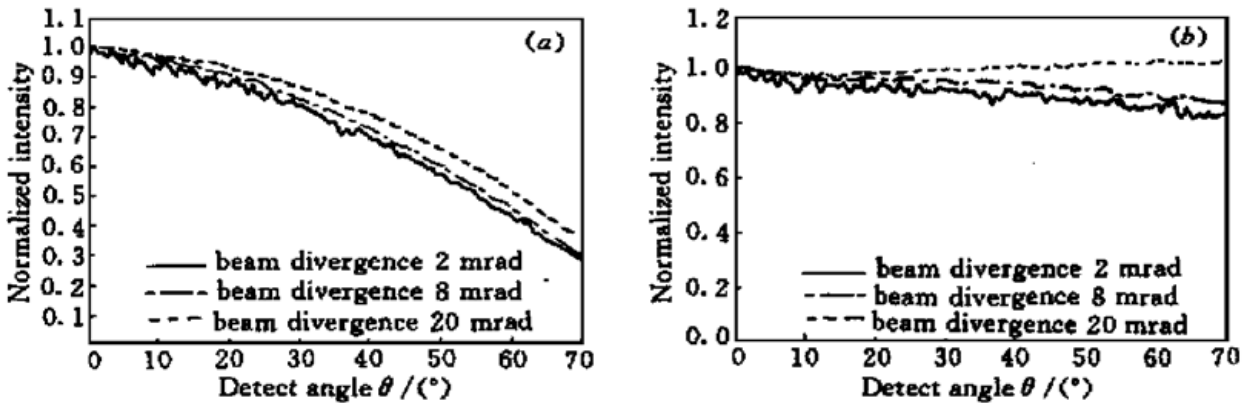 (a)
Normalized intensity
1.1
1.0
0.9
0.8
0.7
0.6
0.5
0.4
0.3
0.2
0.1
beam divergence 2 mrad
beam divergence 8 mrad
beam divergence 20 mrad
0 10 20 30 40 50 60 70
Detect angle θ /(°)
(b)
Normalized intensity
1.2
1.0
0.8
0.6
0.4
0.2
0.0
beam divergence 2 mrad
beam divergence 8 mrad
beam divergence 20 mrad
0 10 20 30 40 50 60 70
Detect angle θ /(°)